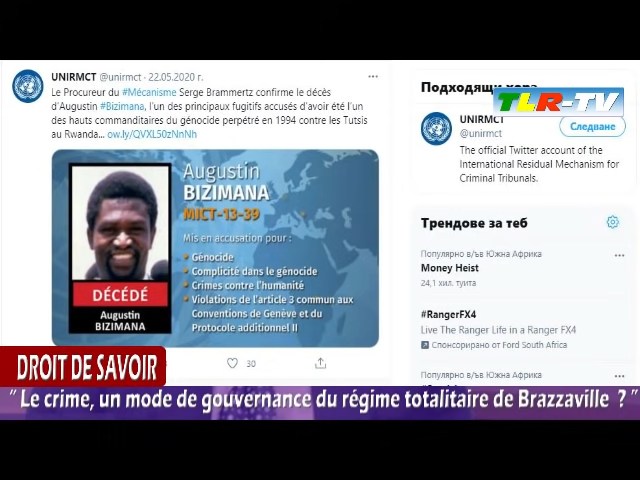 UNIRMCT @unirmct · 22.05.2020 г.
Le Procureur du #Mécanisme Serge Brammertz confirme le décès
d'Augustin #Bizimana, l'un des principaux fugitifs accusés d'avoir été l'un
des hauts commanditaires du génocide perpétré en 1994 contre les Tutsis
au Rwanda... ow.ly/QVXL50zNnNh
Augustin
BIZIMANA
MICT-13-39
Mis en accusation pour :
• Génocide
• Complicité dans le génocide
• Crimes contre l'humanité
• Violations de l'article 3 commun aux
Conventions de Genève et du
Protocole additionnel II
DÉCÉDÉ
Augustin
BIZIMANA
30
Подходящи
TLR-TV
UNIRMCT
@unirmct
Следване
The official Twitter account of the
International Residual Mechanism for
Criminal Tribunals.
Трендове за теб
Популярно в/ъв Южна Африка
Money Heist
24,1 хил. туита
#RangerFX4
Live The Ranger Life in a Ranger FX4
Спонсорирано от Ford South Africa
Популярно в/ъв Южна Африка
DROIT DE SAVOIR
" Le crime, un mode de gouvernance du régime totalitaire de Brazzaville ? "